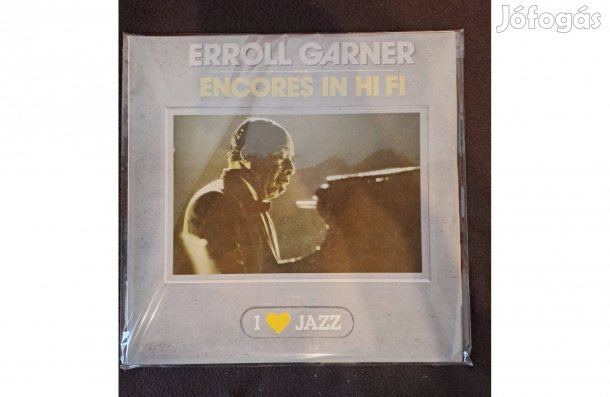 Jófogás
ERROLL GARNER
ENCORES IN HI FI
I ♥ JAZZ